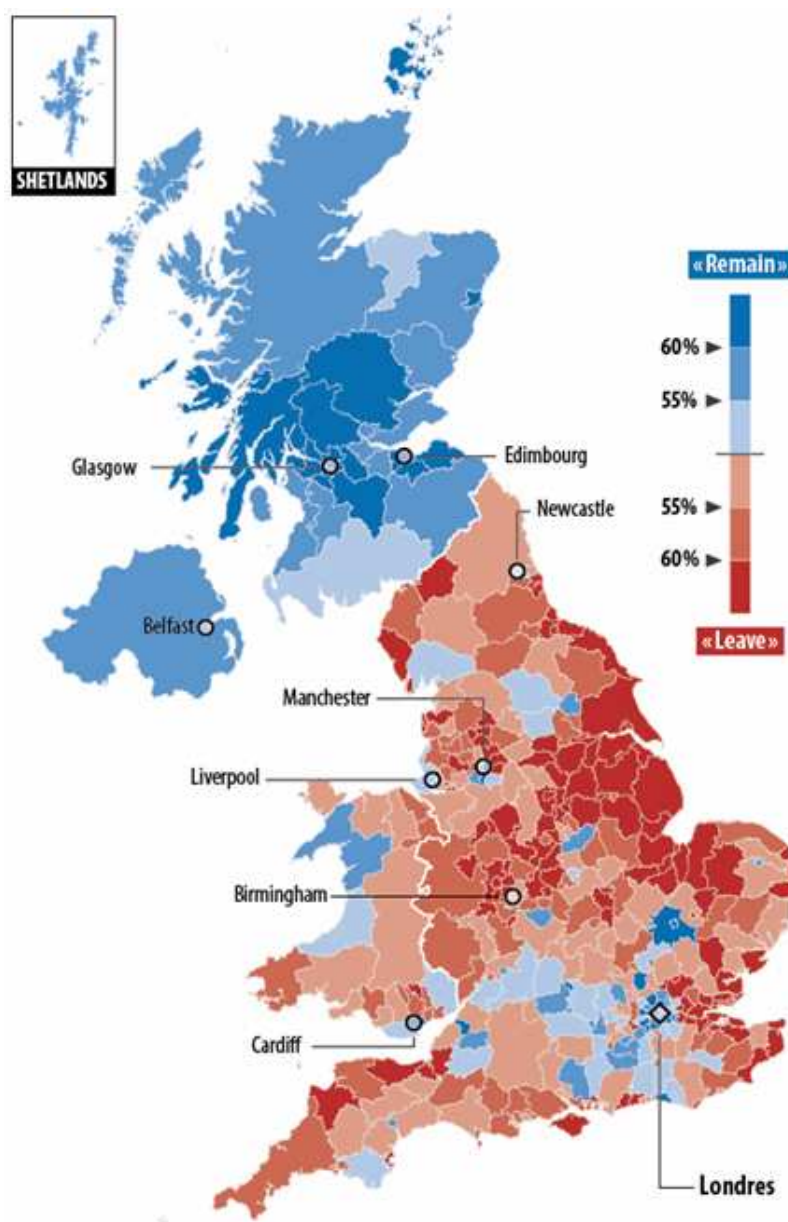 SHETLANDS
« Remain »
60%
55%
Glasgow
Edimbourg
Newcastle
55%
60%
Belfast
« Leave »
Manchester
Liverpool
Birmingham
Cardiff
Londres